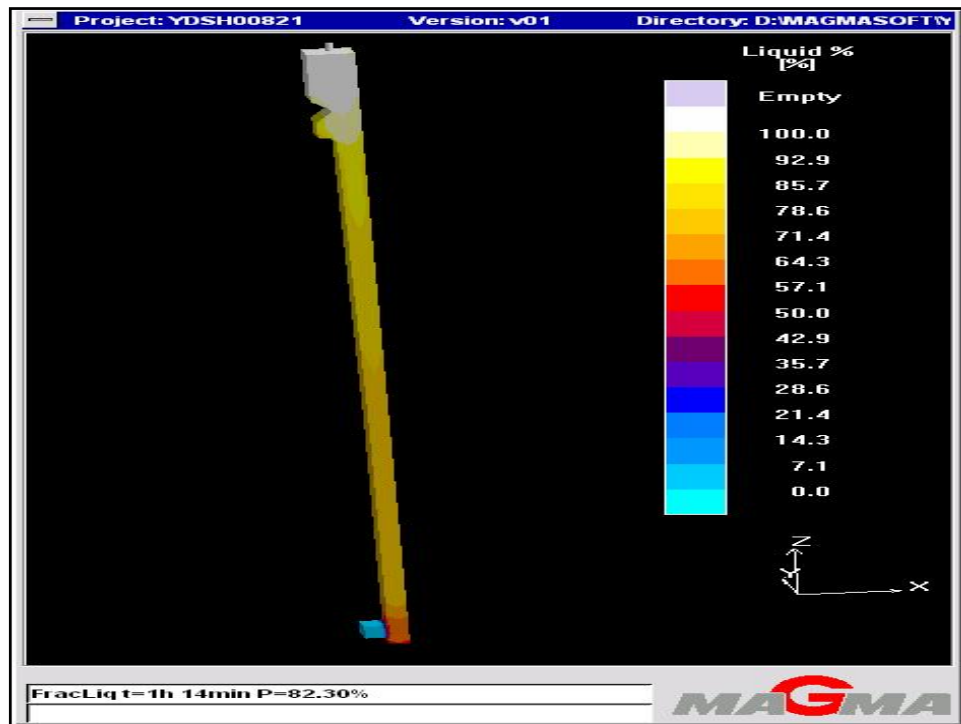 Project: YDSH00821 Version: v01 Directory: D:\MAGMASOFT\Y
Liquid %
[%]
Empty
100.0
92.9
85.7
78.6
71.4
64.3
57.1
50.0
42.9
35.7
28.6
21.4
14.3
7.1
0.0
Z
Y
X
FracLiq t=1h 14min P=82.30%
MAGMA